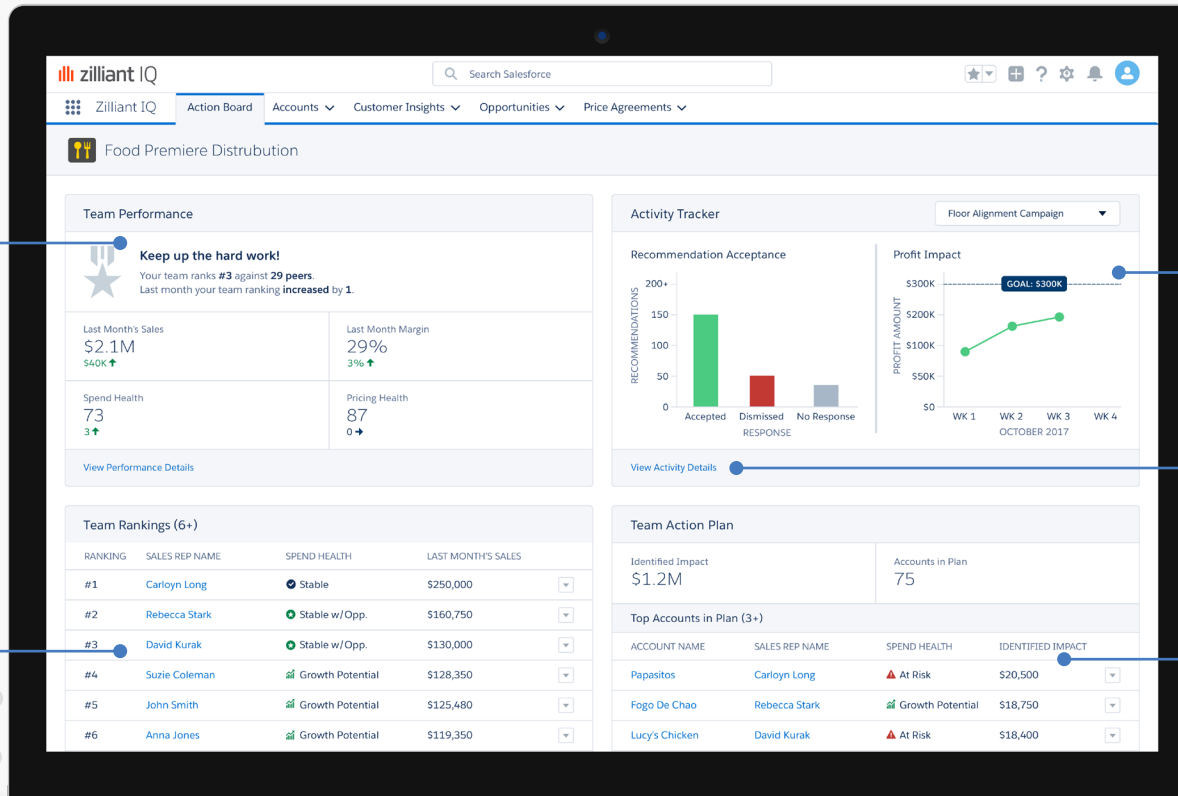 zilliant IQ
Search Salesforce
Zilliant IQ
Action Board
Accounts
Customer Insights
Opportunities
Price Agreements
Food Premiere Distrubution
Team Performance
Keep up the hard work!
Your team ranks #3 against 29 peers.
Last month your team ranking increased by 1.
Last Month's Sales
$2.1M
$40K
Last Month Margin
29%
3%
Spend Health
73
3
Pricing Health
87
0
View Performance Details
Activity Tracker
Floor Alignment Campaign
Recommendation Acceptance
RECOMMENDATIONS
200+
150
100
50
0
Accepted Dismissed No Response
RESPONSE
Profit Impact
PROFIT AMOUNT
$300K
$200K
$100K
$50K
$0
GOAL: $300K
WK 1 WK 2 WK 3 WK 4
OCTOBER 2017
View Activity Details
Team Rankings (6+)
RANKING SALES REP NAME SPEND HEALTH LAST MONTH'S SALES
#1 Carloyn Long Stable $250,000
#2 Rebecca Stark Stable w/Opp. $160,750
#3 David Kurak Stable w/Opp. $130,000
#4 Suzie Coleman Growth Potential $128,350
#5 John Smith Growth Potential $125,480
#6 Anna Jones Growth Potential $119,350
Team Action Plan
Identified Impact
$1.2M
Accounts in Plan
75
Top Accounts in Plan (3+)
ACCOUNT NAME SALES REP NAME SPEND HEALTH IDENTIFIED IMPACT
Papasitos Carloyn Long At Risk $20,500
Fogo De Chao Rebecca Stark Growth Potential $18,750
Lucy's Chicken David Kurak At Risk $18,400